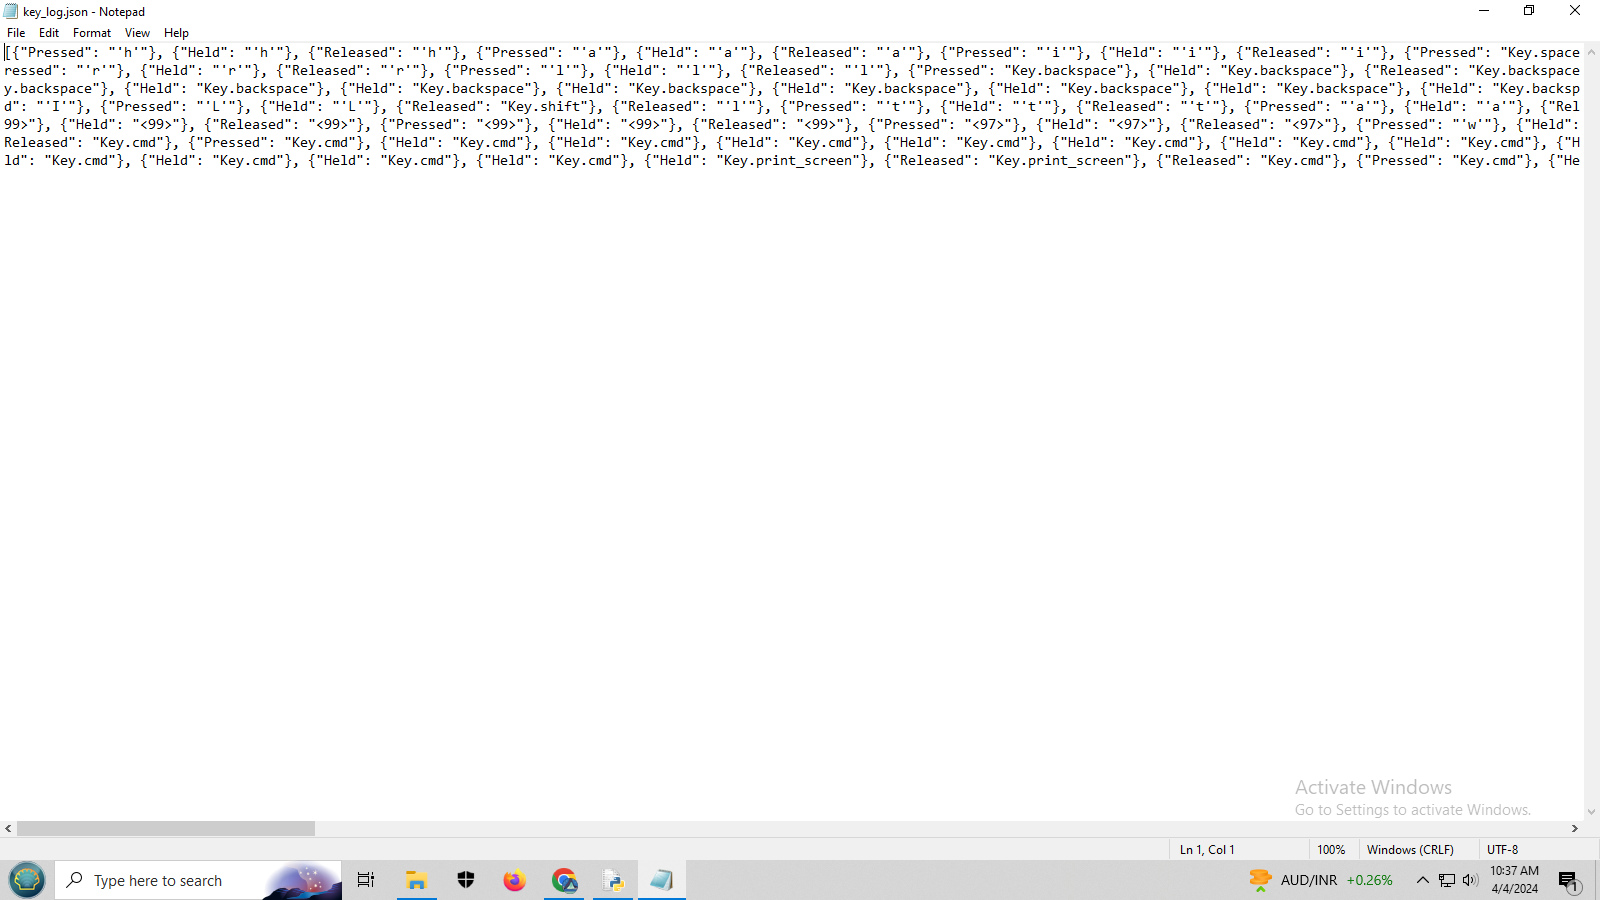 key_log.json - Notepad
File Edit Format View Help
[{"Pressed": "'h'"}, {"Held": "'h'"}, {"Released": "'h'"}, {"Pressed": "'a'"}, {"Held": "'a'"}, {"Released": "'a'"}, {"Pressed": "'i'"}, {"Held": "'i'"}, {"Released": "'i'"}, {"Pressed": "Key.space
ressed": "'r'"}, {"Held": "'r'"}, {"Released": "'r'"}, {"Pressed": "'l'"}, {"Held": "'l'"}, {"Released": "'l'"}, {"Pressed": "Key.backspace"}, {"Held": "Key.backspace"}, {"Released": "Key.backspace
y.backspace"}, {"Held": "Key.backspace"}, {"Held": "Key.backspace"}, {"Held": "Key.backspace"}, {"Held": "Key.backspace"}, {"Held": "Key.backspace"}, {"Held": "Key.backspace"}, {"Held": "Key.backsp
d": "'I'"}, {"Pressed": "'L'"}, {"Held": "'L'"}, {"Released": "Key.shift"}, {"Released": "'l'"}, {"Pressed": "'t'"}, {"Held": "'t'"}, {"Released": "'t'"}, {"Pressed": "'a'"}, {"Held": "'a'"}, {"Rel
99>"}, {"Held": "<99>"}, {"Released": "<99>"}, {"Pressed": "<99>"}, {"Held": "<99>"}, {"Released": "<99>"}, {"Pressed": "<97>"}, {"Held": "<97>"}, {"Released": "<97>"}, {"Pressed": "'w'"}, {"Held":
Released": "Key.cmd"}, {"Pressed": "Key.cmd"}, {"Held": "Key.cmd"}, {"Held": "Key.cmd"}, {"Held": "Key.cmd"}, {"Held": "Key.cmd"}, {"Held": "Key.cmd"}, {"Held": "Key.cmd"}, {"Held": "Key.cmd"}, {"H
ld": "Key.cmd"}, {"Held": "Key.cmd"}, {"Held": "Key.cmd"}, {"Held": "Key.cmd"}, {"Held": "Key.print_screen"}, {"Released": "Key.print_screen"}, {"Released": "Key.cmd"}, {"Pressed": "Key.cmd"}, {"He
Activate Windows
Go to Settings to activate Windows.
Ln 1, Col 1 100% Windows (CRLF) UTF-8
Type here to search AUD/INR +0.26% 10:37 AM
4/4/2024 1